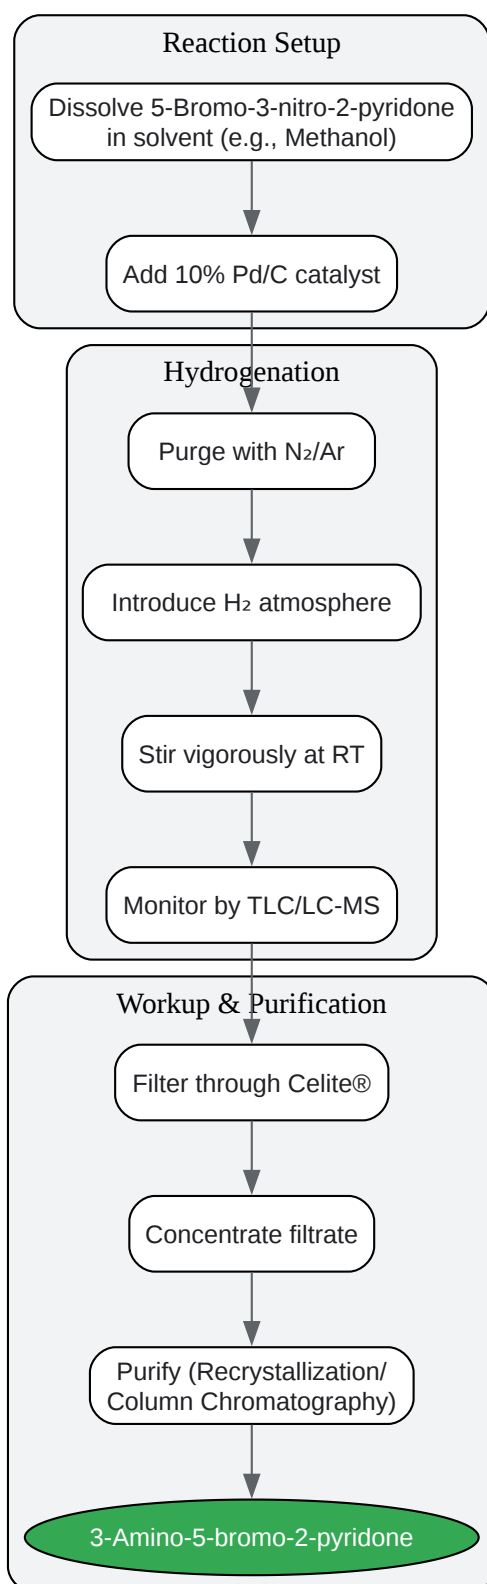 Reaction Setup
Dissolve 5-Bromo-3-nitro-2-pyridone
in solvent (e.g., Methanol)
Add 10% Pd/C catalyst
Hydrogenation
Purge with N₂/Ar
Introduce H₂ atmosphere
Stir vigorously at RT
Monitor by TLC/LC-MS
Workup & Purification
Filter through Celite®
Concentrate filtrate
Purify (Recrystallization/
Column Chromatography)
3-Amino-5-bromo-2-pyridone